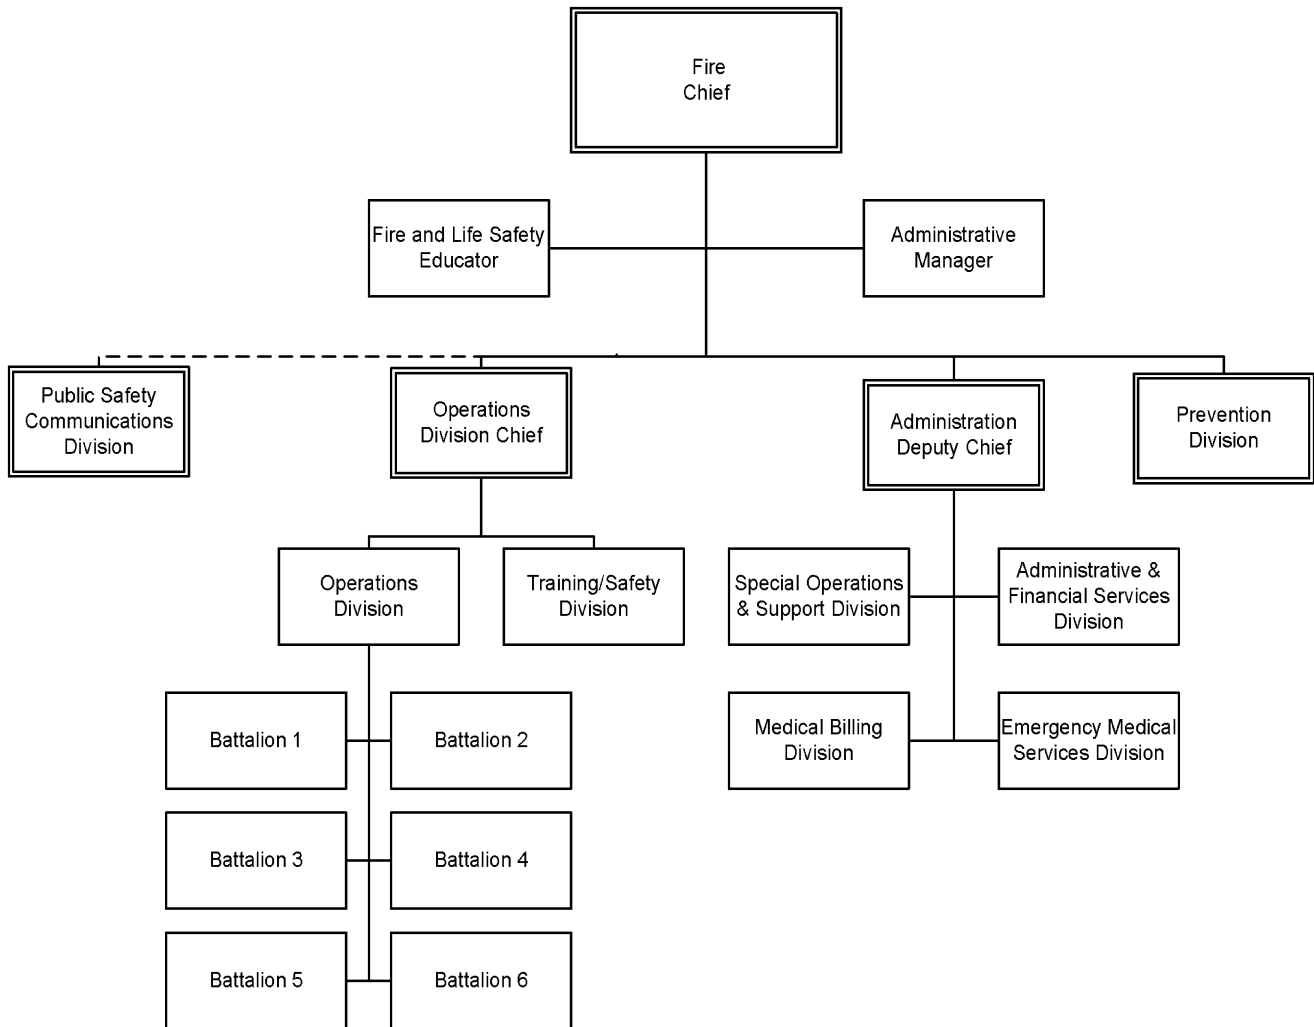 Fire
Chief
Fire and Life Safety
Educator
Administrative
Manager
Public Safety
Communications
Division
Operations
Division Chief
Administration
Deputy Chief
Prevention
Division
Operations
Division
Training/Safety
Division
Special Operations
& Support Division
Administrative &
Financial Services
Division
Battalion 1
Battalion 2
Medical Billing
Division
Emergency Medical
Services Division
Battalion 3
Battalion 4
Battalion 5
Battalion 6